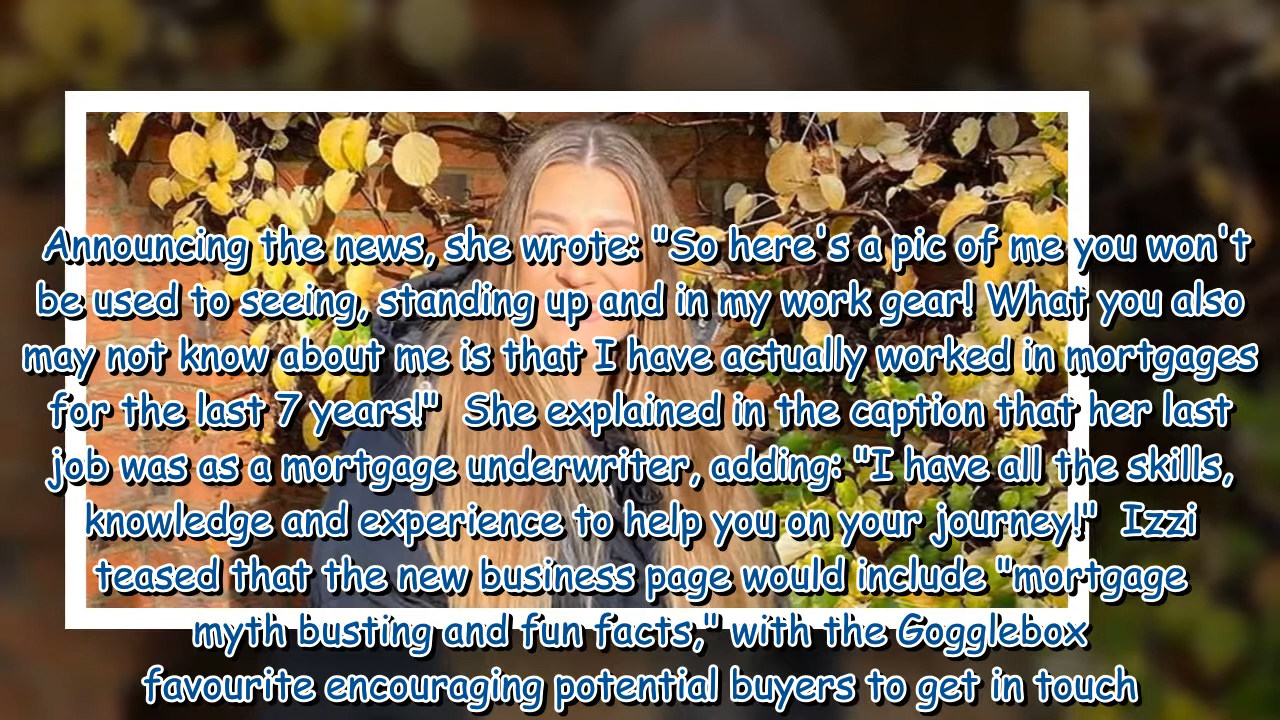 Announcing the news, she wrote: "So here's a pic of me you won't
be used to seeing, standing up and in my work gear! What you also
may not know about me is that I have actually worked in mortgages
for the last 7 years!"  She explained in the caption that her last
job was as a mortgage underwriter, adding: "I have all the skills,
knowledge and experience to help you on your journey!"  Izzi
teased that the new business page would include "mortgage
myth busting and fun facts," with the Gogglebox
favourite encouraging potential buyers to get in touch